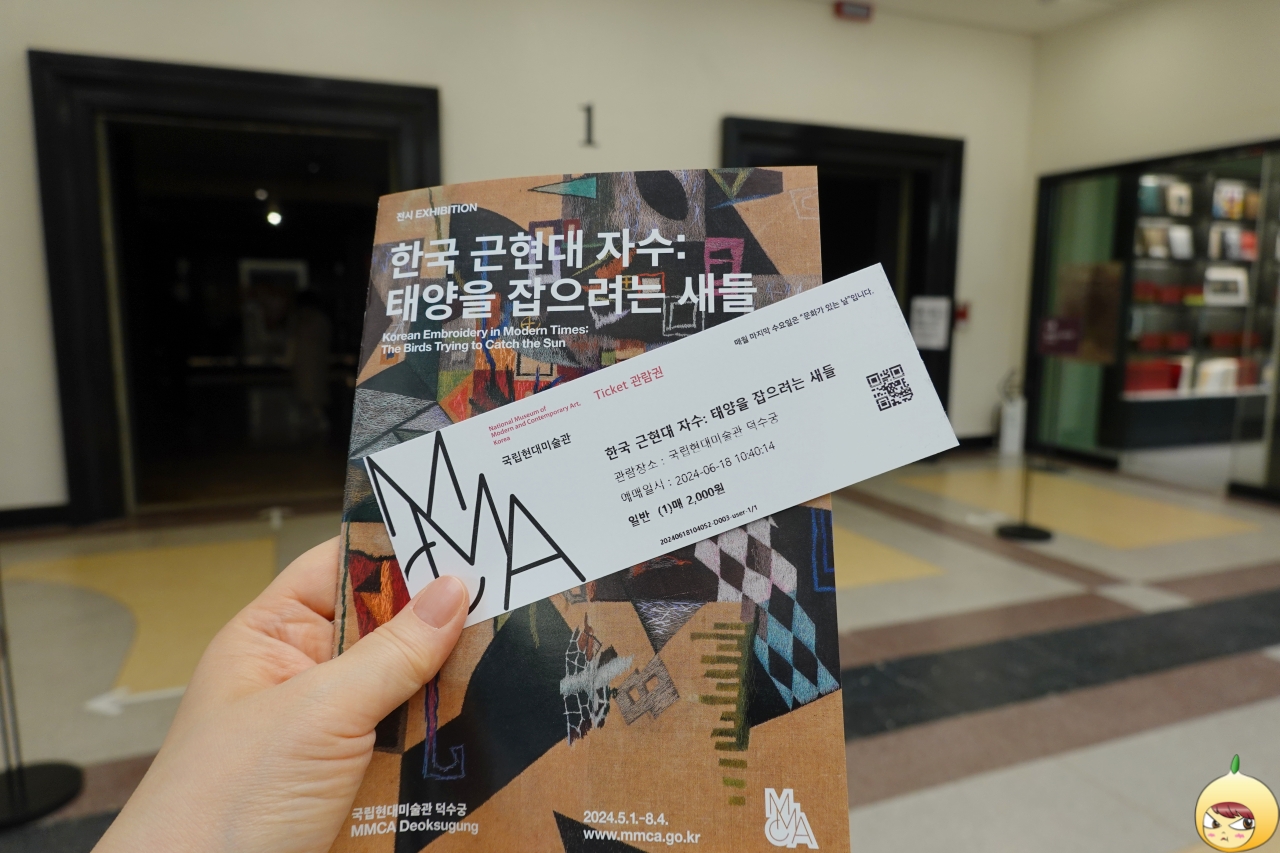 1
전시 EXHIBITION
한국 근현대 자수:
태양을 잡으려는 새들
Korean Embroidery in Modern Times:
The Birds Trying to Catch the Sun
매월 마지막 수요일은 "문화가 있는 날"입니다.
Ticket 관람권
National Museum of
Modern and Contemporary Art,
Korea
국립현대미술관
한국 근현대 자수: 태양을 잡으려는 새들
관람장소 : 국립현대미술관 덕수궁
예매일시 : 2024-06-18 10:40:14
일반 (1)매 2,000원
20240618104052-D003-user-1/1
MMCA
국립현대미술관 덕수궁
MMCA Deoksugung
2024.5.1.–8.4.
www.mmca.go.kr
MMCA